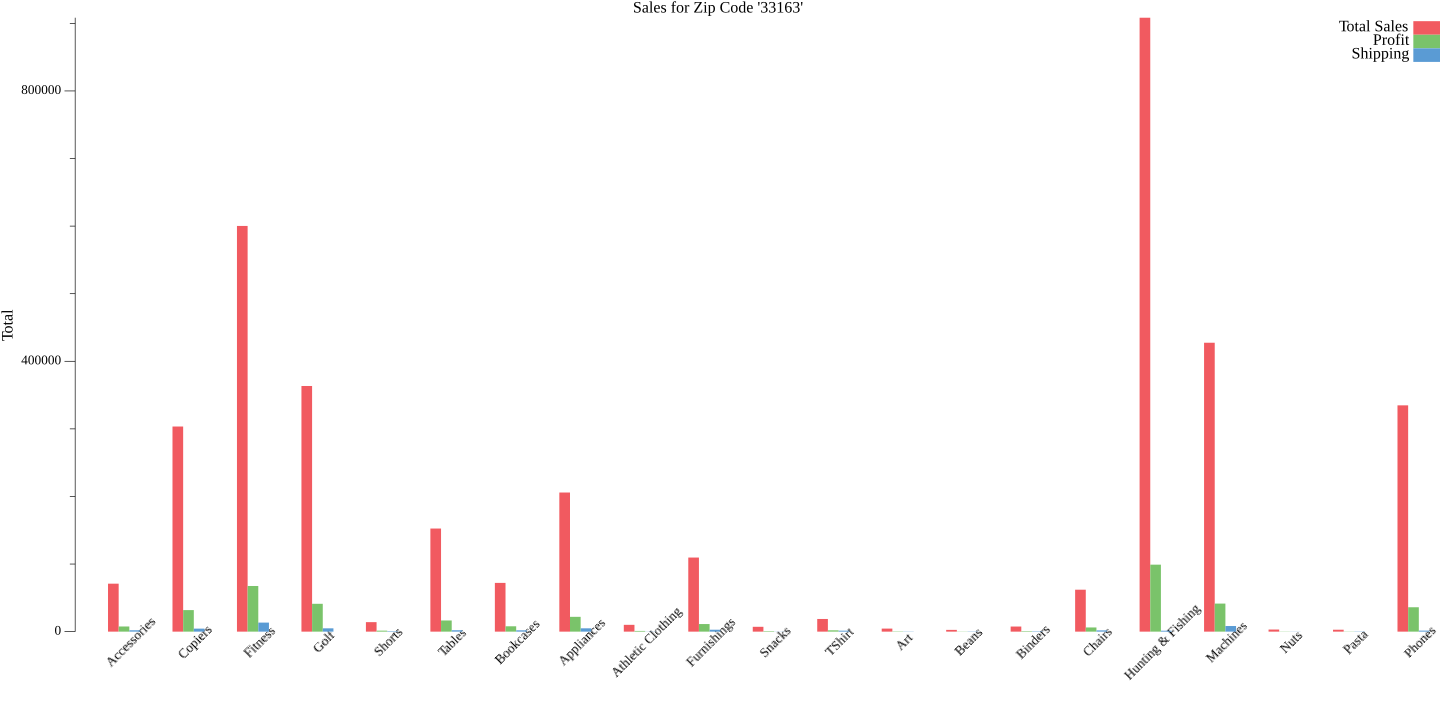 Sales for Zip Code '33163'
Total Sales
Profit
Shipping
800000
400000
0
Total
Accessories
Copiers
Fitness
Golf
Shorts
Tables
Bookcases
Appliances
Athletic Clothing
Furnishings
Snacks
TShirt
Art
Beans
Binders
Chairs
Hunting & Fishing
Machines
Nuts
Pasta
Phones